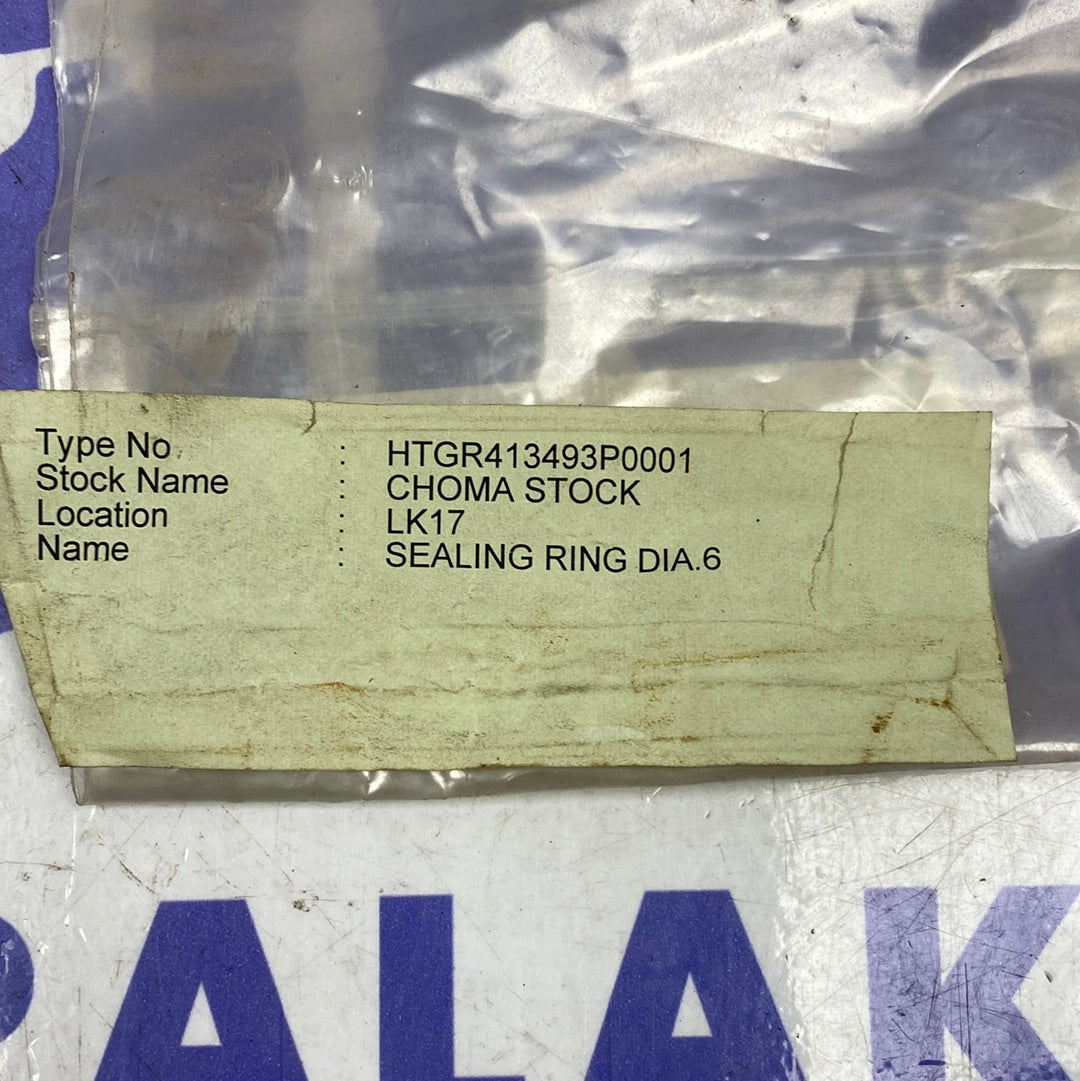 Type No : HTGR413493P0001
Stock Name : CHOMA STOCK
Location : LK17
Name : SEALING RING DIA.6
PALAK